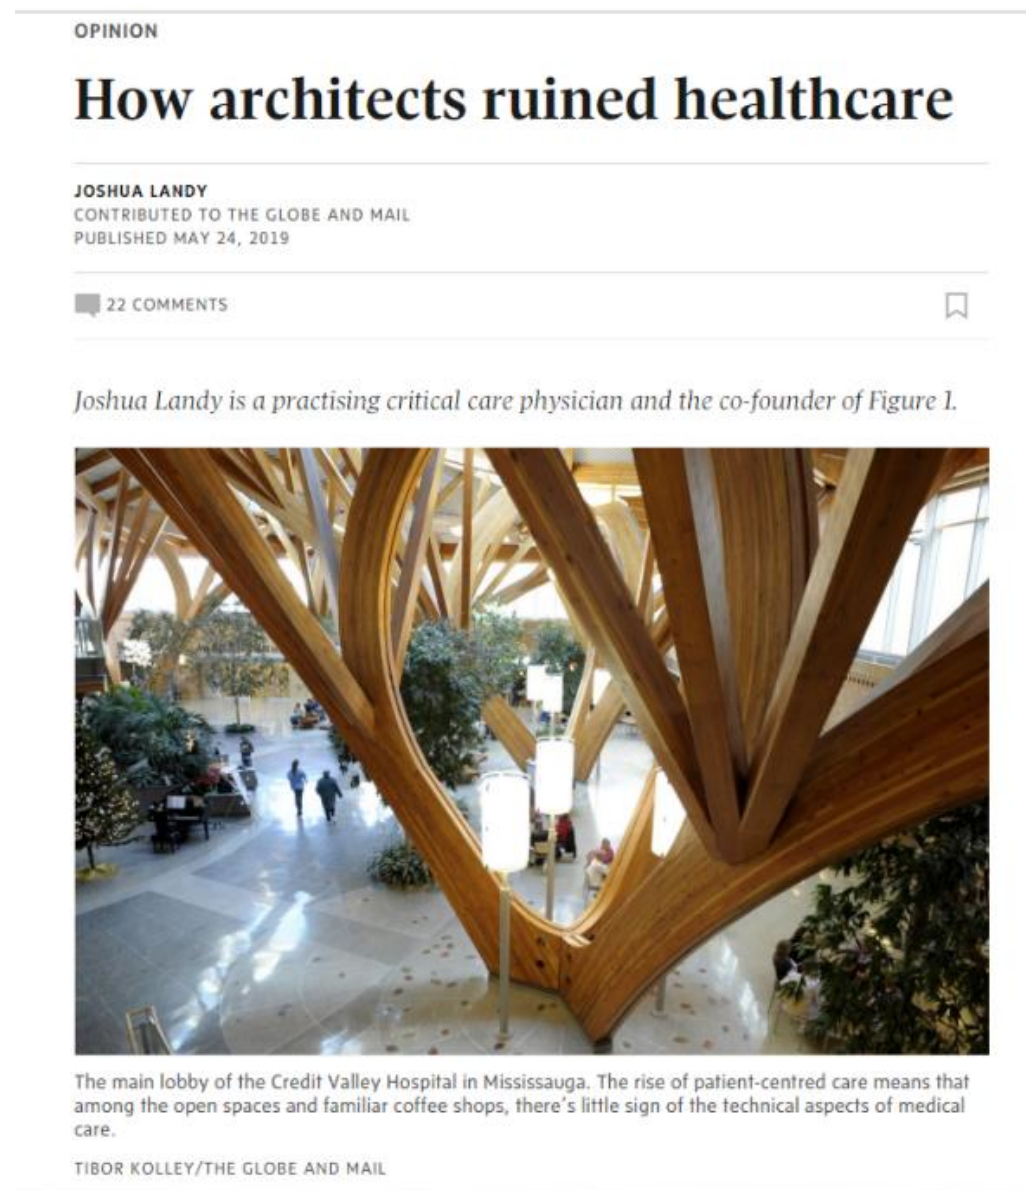 OPINION
How architects ruined healthcare
JOSHUA LANDY
CONTRIBUTED TO THE GLOBE AND MAIL
PUBLISHED MAY 24, 2019
22 COMMENTS
Joshua Landy is a practising critical care physician and the co-founder of Figure 1.
The main lobby of the Credit Valley Hospital in Mississauga. The rise of patient-centred care means that
among the open spaces and familiar coffee shops, there's little sign of the technical aspects of medical
care.
TIBOR KOLLEY/THE GLOBE AND MAIL